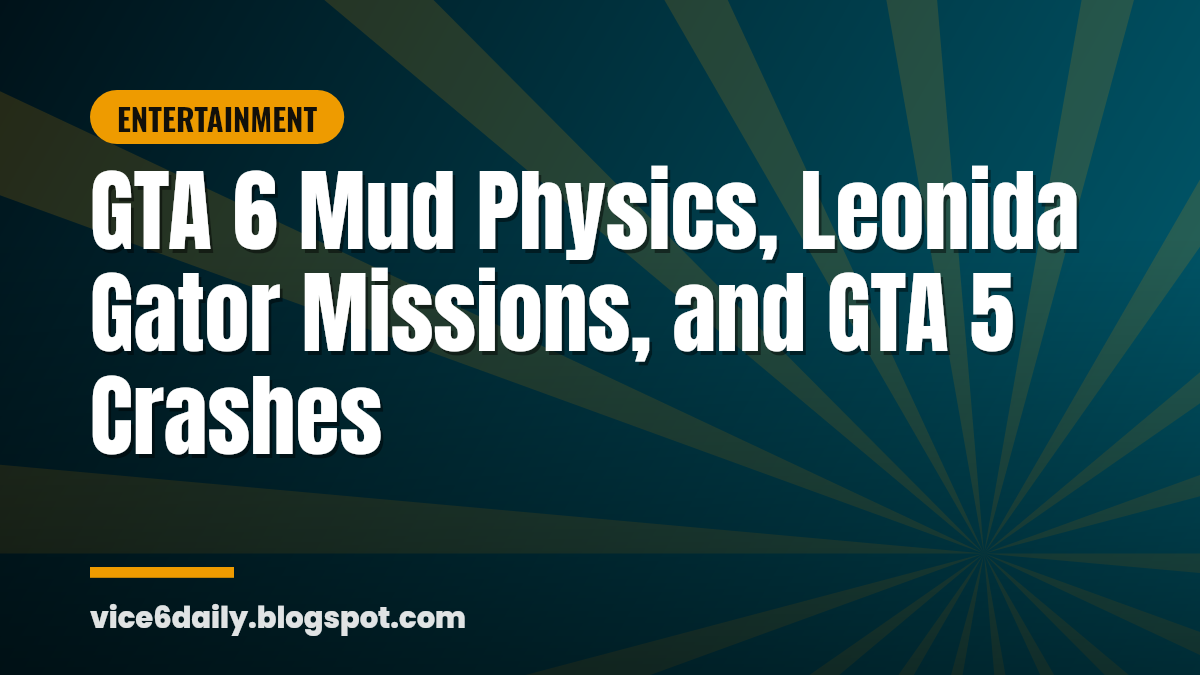 ENTERTAINMENT
GTA 6 Mud Physics, Leonida
Gator Missions, and GTA 5
Crashes
vice6daily.blogspot.com